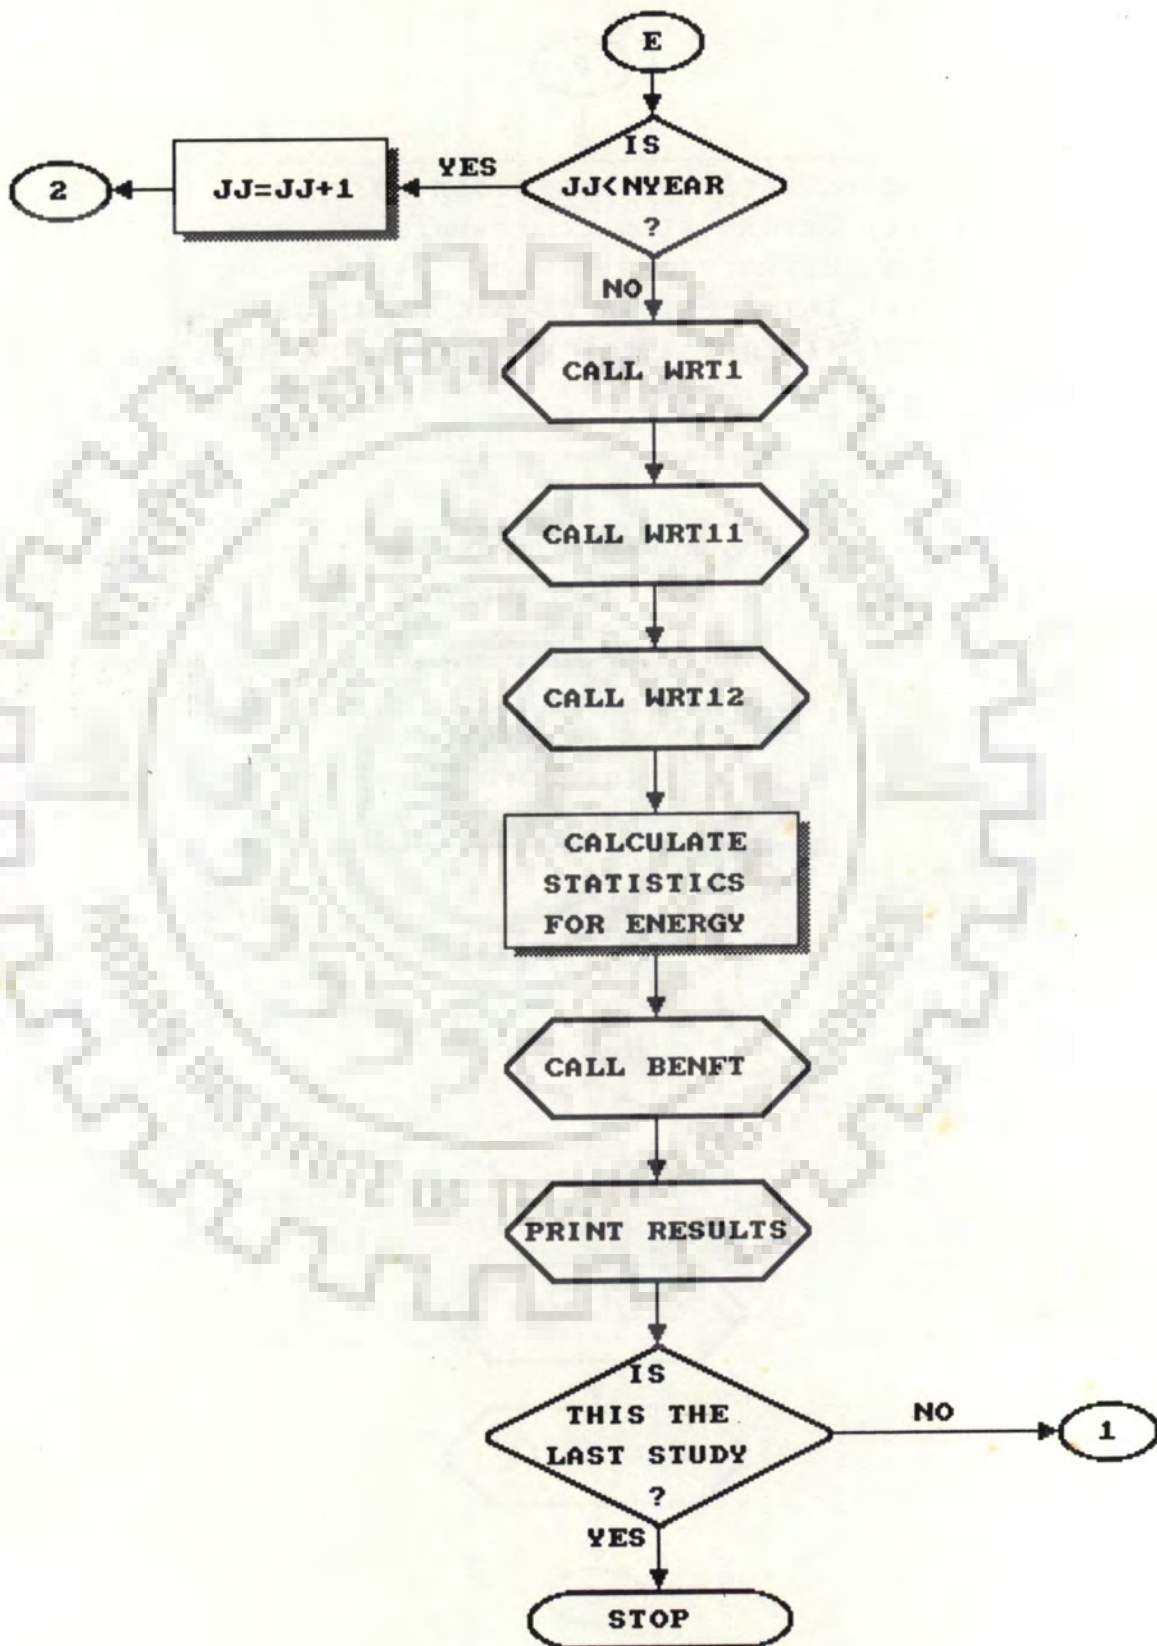 E
IS
JJ<NYEAR
?
YES
JJ=JJ+1
2
NO
CALL WRT1
CALL WRT11
CALL WRT12
CALCULATE
STATISTICS
FOR ENERGY
CALL BENFT
PRINT RESULTS
IS
THIS THE
LAST STUDY
?
NO
1
YES
STOP